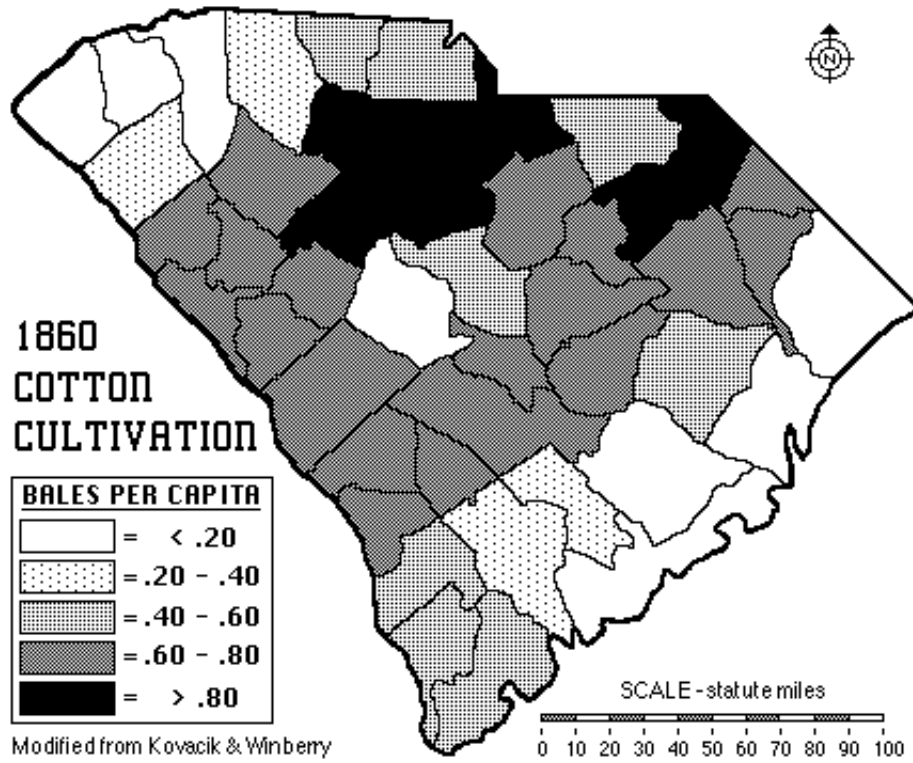 N
1860
COTTON
CULTIVATION
BALES PER CAPITA
= < .20
= .20 - .40
= .40 - .60
= .60 - .80
= > .80
Modified from Kovacik & Winberry
SCALE - statute miles
0 10 20 30 40 50 60 70 80 90 100